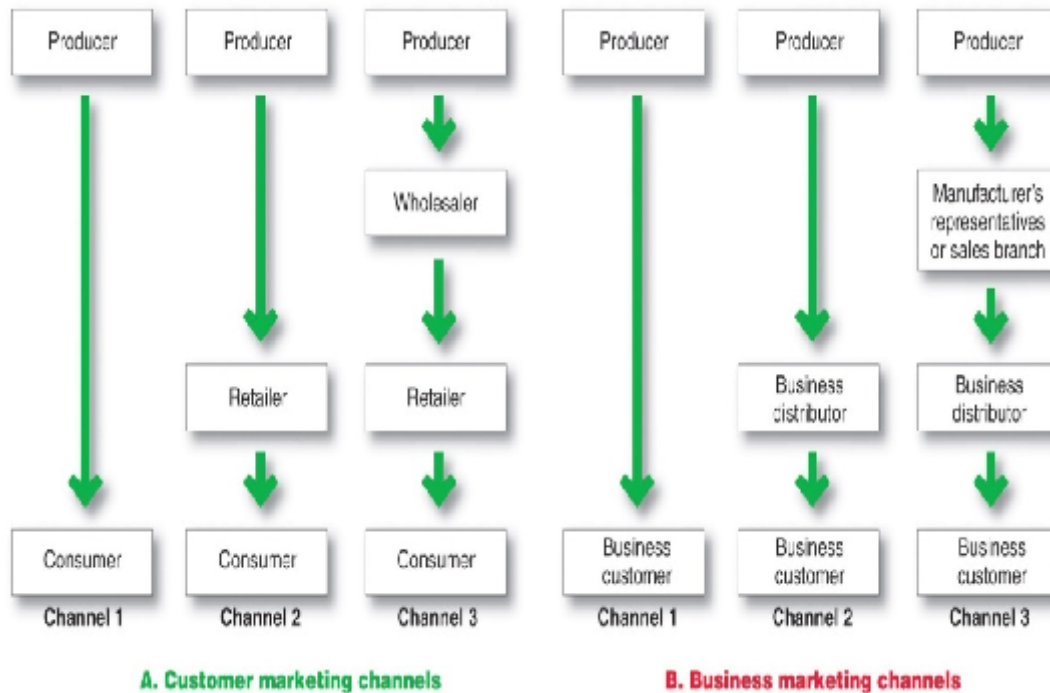 Producer
Producer
Producer
Producer
Producer
Producer
Wholesaler
Manufacturer's
representatives
or sales branch
Retailer
Retailer
Business
distributor
Business
distributor
Consumer
Consumer
Consumer
Business
customer
Business
customer
Business
customer
Channel 1
Channel 2
Channel 3
Channel 1
Channel 2
Channel 3
A. Customer marketing channels
B. Business marketing channels